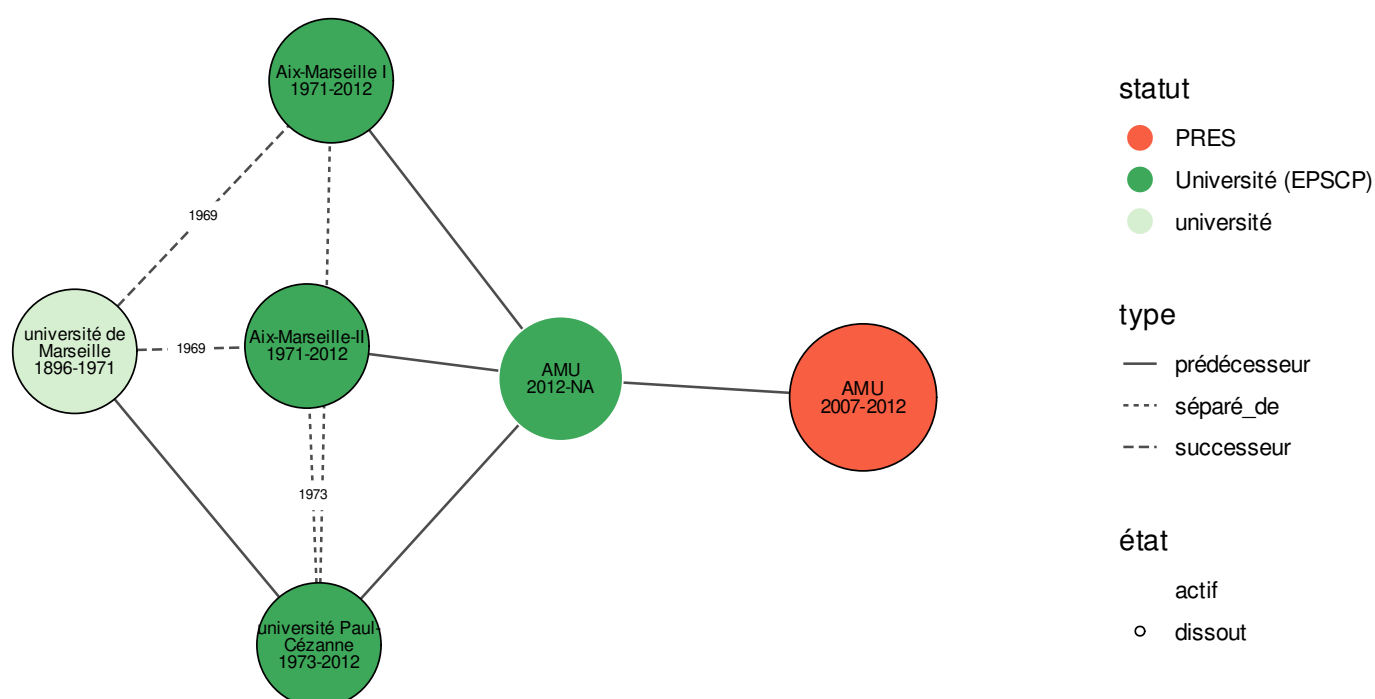 Aix-Marseille I
1971-2012
1969
université de
Marseille
1896-1971
1969
Aix-Marseille-II
1971-2012
AMU
2012-NA
AMU
2007-2012
1973
université Paul-
Cézanne
1973-2012
statut
PRES
Université (EPSCP)
université
type
prédécesseur
séparé_de
successeur
état
actif
dissout